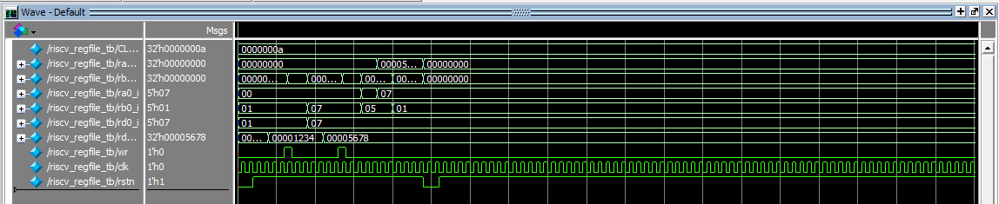 Wave - Default
Msgs
/riscv_regfile_tb/CL... 32'h0000000a 0000000a
/riscv_regfile_tb/ra... 32'h00000000 00000000 00005... 00000000
/riscv_regfile_tb/rb... 32'h00000000 00000... 000... 00... 00... 00000000
/riscv_regfile_tb/ra0_i 5'h07 00 07
/riscv_regfile_tb/rb0_i 5'h01 01 07 05 01
/riscv_regfile_tb/rd0_i 5'h07 01 07
/riscv_regfile_tb/rd... 32'h00005678 00... 00001234 00005678
/riscv_regfile_tb/wr 1'h0
/riscv_regfile_tb/clk 1'h0
/riscv_regfile_tb/rstn 1'h1